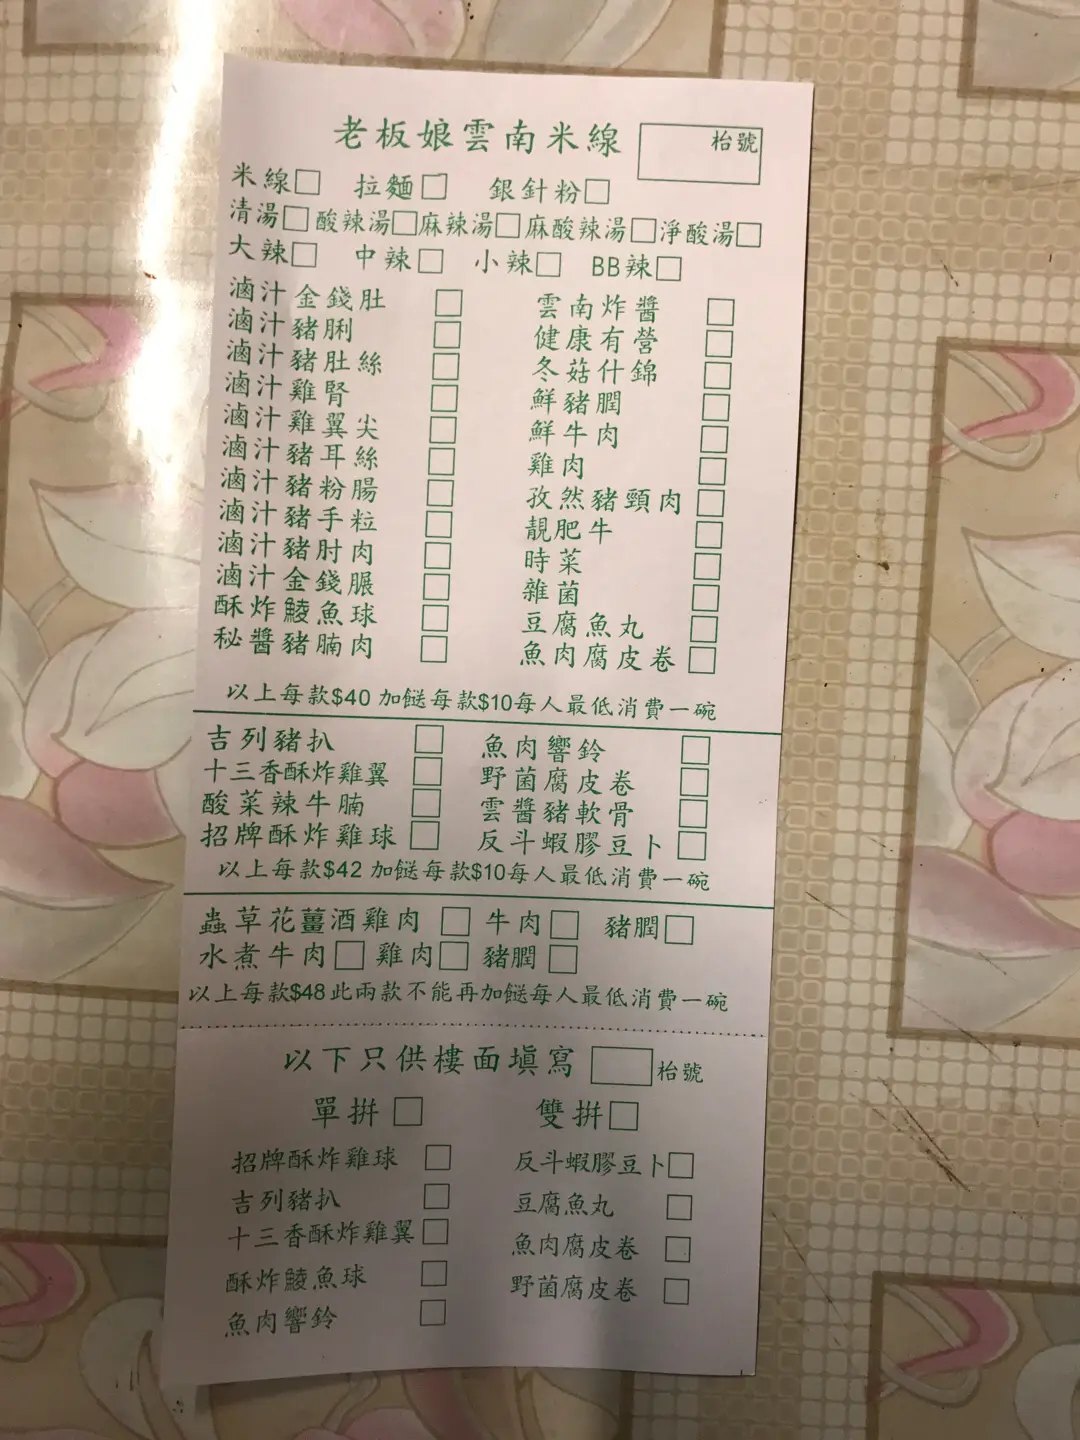 老板娘雲南米線 枱號
米線□ 拉麵□ 銀針粉□
清湯□ 酸辣湯□ 麻辣湯□ 麻酸辣湯□ 淨酸湯□
大辣□ 中辣□ 小辣□ BB辣□
滷汁金錢肚 □ 雲南炸醬 □
滷汁豬脷 □ 健康有營 □
滷汁豬肚絲 □ 冬菇什錦 □
滷汁雞腎 □ 鮮豬膶 □
滷汁雞翼尖 □ 鮮牛肉 □
滷汁豬耳絲 □ 雞肉 □
滷汁豬粉腸 □ 孜然豬頸肉 □
滷汁豬手粒 □ 靚肥牛 □
滷汁豬肘肉 □ 時菜 □
滷汁金錢𦟌 □ 雜菌 □
酥炸鯪魚球 □ 豆腐魚丸 □
秘醬豬腩肉 □ 魚肉腐皮卷 □
以上每款$40 加餸每款$10每人最低消費一碗
吉列豬扒 □ 魚肉響鈴 □
十三香酥炸雞翼 □ 野菌腐皮卷 □
酸菜辣牛腩 □ 雲醬豬軟骨 □
招牌酥炸雞球 □ 反斗蝦膠豆卜 □
以上每款$42 加餸每款$10每人最低消費一碗
蟲草花薑酒雞肉 □ 牛肉□ 豬膶□
水煮牛肉□ 雞肉□ 豬膶 □
以上每款$48此兩款不能再加餸每人最低消費一碗
以下只供樓面填寫 枱號
單拼□ 雙拼□
招牌酥炸雞球 □ 反斗蝦膠豆卜□
吉列豬扒 □ 豆腐魚丸 □
十三香酥炸雞翼□ 魚肉腐皮卷 □
酥炸鯪魚球 □ 野菌腐皮卷 □
魚肉響鈴 □